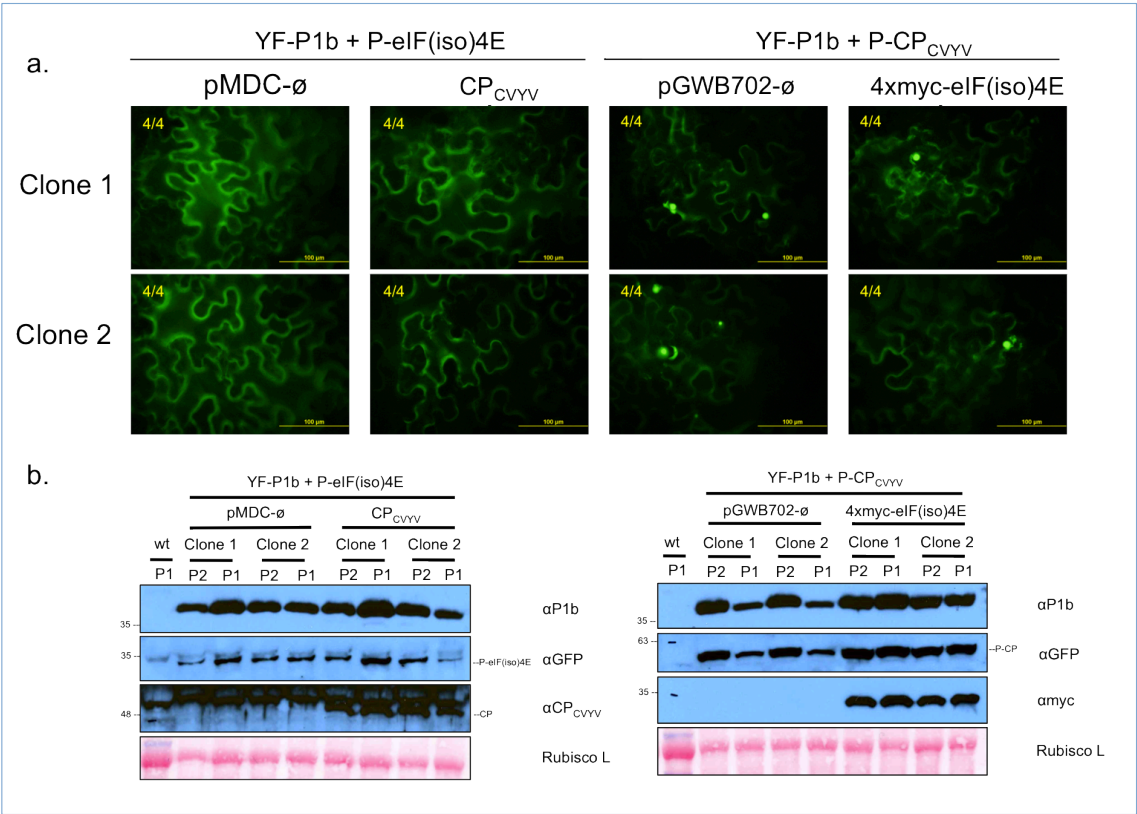 a.
YF-P1b + P-eIF(iso)4E YF-P1b + P-CPCVYV
pMDC-ø CPCVYV pGWB702-ø 4xmyc-eIF(iso)4E
Clone 1
4/4 4/4 4/4 4/4
100 µm 100 µm 100 µm 100 µm
Clone 2
4/4 4/4 4/4 4/4
100 µm 100 µm 100 µm 100 µm
b.
YF-P1b + P-eIF(iso)4E
pMDC-ø CPCVYV
wt Clone 1 Clone 2 Clone 1 Clone 2
P1 P2 P1 P2 P1 P2 P1 P2 P1
35 αP1b
35 --P-eIF(iso)4E αGFP
48 --CP αCPCVYV
Rubisco L
YF-P1b + P-CPCVYV
pGWB702-ø 4xmyc-eIF(iso)4E
wt Clone 1 Clone 2 Clone 1 Clone 2
P1 P2 P1 P2 P1 P2 P1 P2 P1
35 αP1b
63 --P-CP αGFP
35 αmyc
Rubisco L